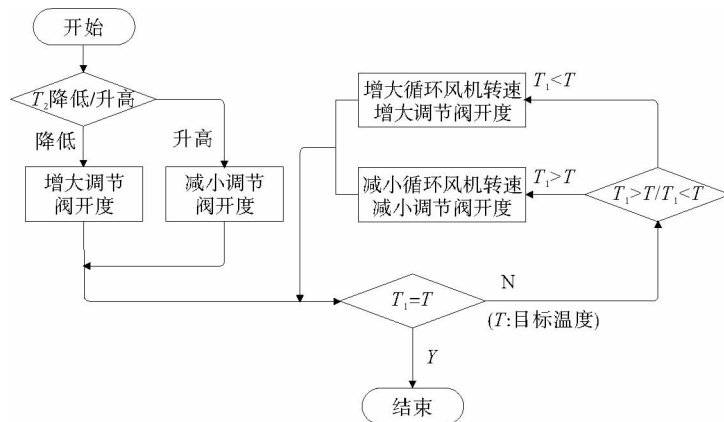 开始
T₂降低/升高
降低
升高
增大调节
阀开度
减小调节
阀开度
增大循环风机转速
增大调节阀开度
T₁<T
减小循环风机转速
减小调节阀开度
T₁>T
T₁>T/T₁<T
T₁=T
N
(T:目标温度)
Y
结束